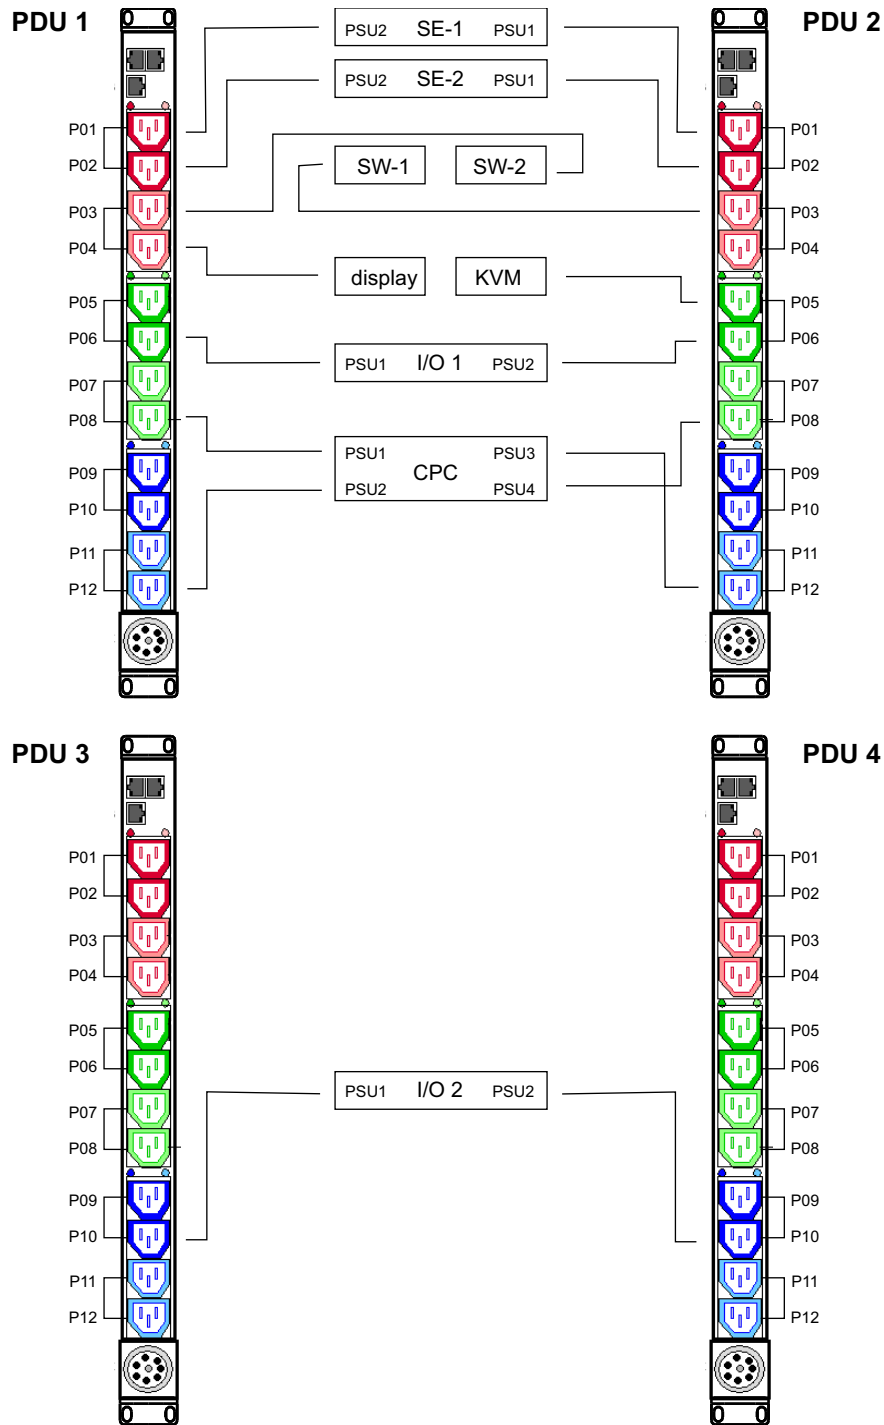 PDU 1
PSU2 SE-1 PSU1
PDU 2
PSU2 SE-2 PSU1
P01
P01
P02
P02
SW-1
SW-2
P03
P03
P04
P04
display
KVM
P05
P05
P06
P06
PSU1 I/O 1 PSU2
P07
P07
P08
P08
PSU1 PSU3
CPC
PSU2 PSU4
P09
P09
P10
P10
P11
P11
P12
P12
PDU 3
PDU 4
P01
P01
P02
P02
P03
P03
P04
P04
P05
P05
P06
P06
PSU1 I/O 2 PSU2
P07
P07
P08
P08
P09
P09
P10
P10
P11
P11
P12
P12